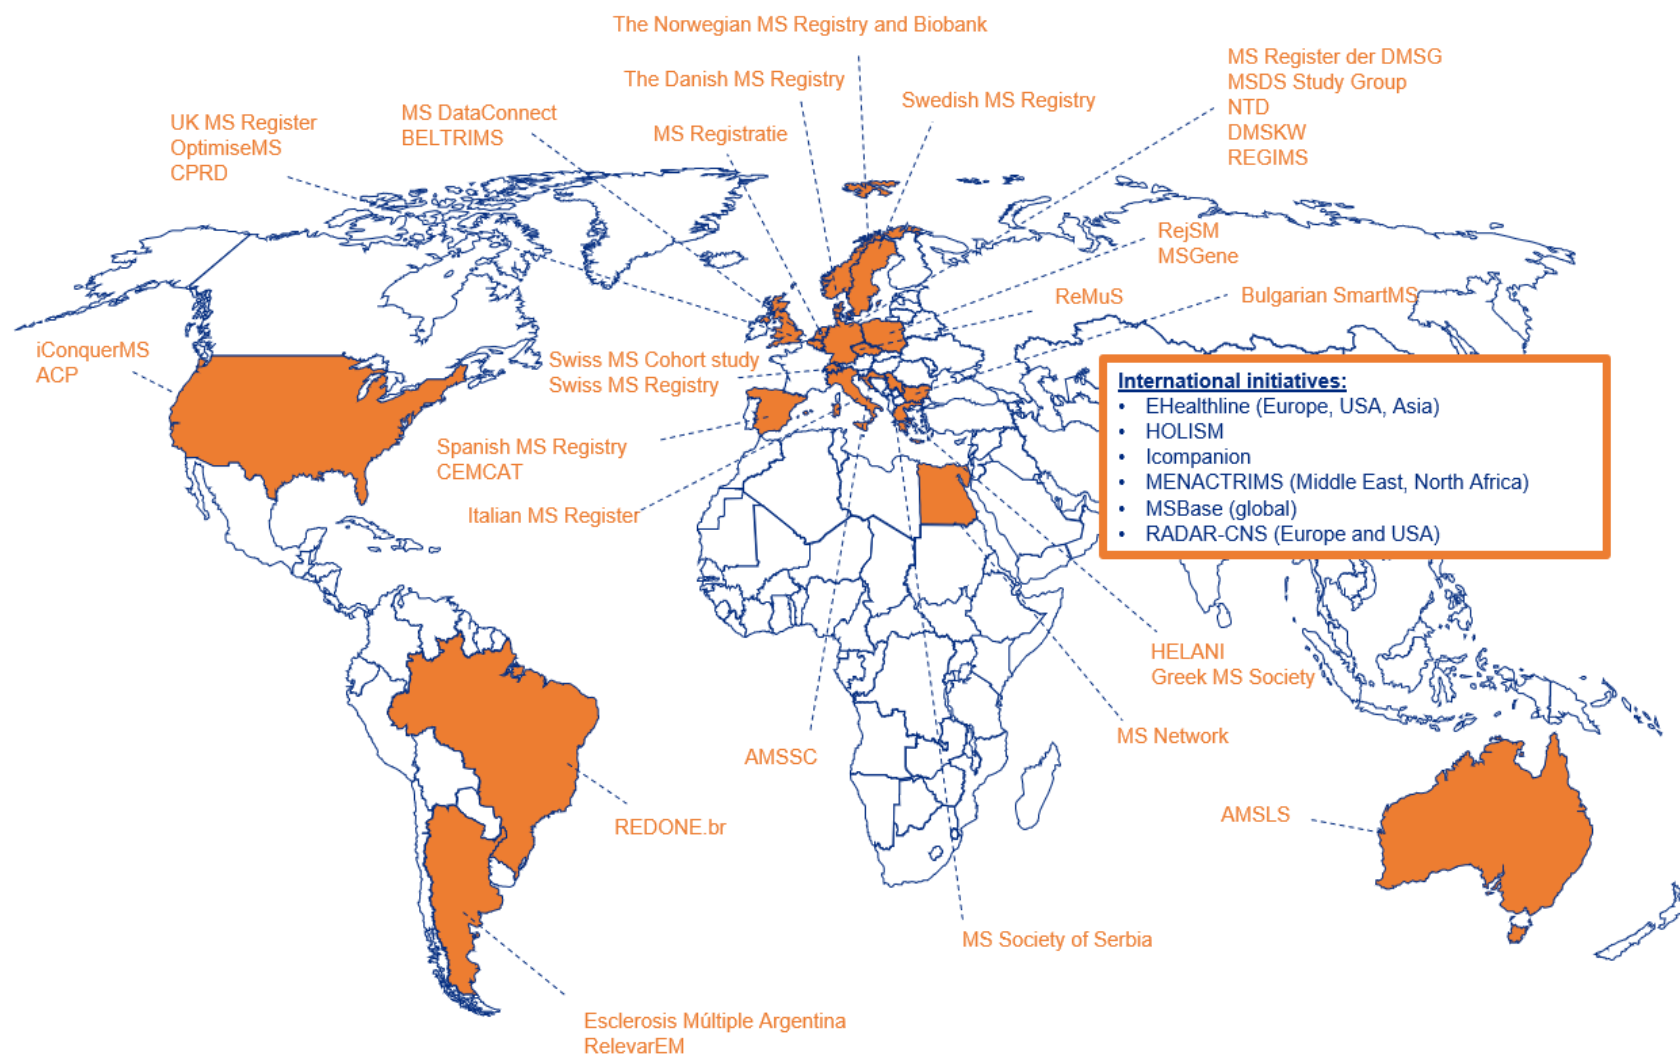 The Norwegian MS Registry and Biobank
The Danish MS Registry
MS Registratie
Swedish MS Registry
MS Register der DMSG
MSDS Study Group
NTD
DMSKW
REGIMS
UK MS Register
OptimiseMS
CPRD
MS DataConnect
BELTRIMS
RejSM
MSGene
ReMuS
Bulgarian SmartMS
iConquerMS
ACP
Swiss MS Cohort study
Swiss MS Registry
Spanish MS Registry
CEMCAT
Italian MS Register
International initiatives:
• EHealthline (Europe, USA, Asia)
• HOLISM
• Icompanion
• MENACTRIMS (Middle East, North Africa)
• MSBase (global)
• RADAR-CNS (Europe and USA)
HELANI
Greek MS Society
MS Network
AMSSC
REDONE.br
AMSLS
MS Society of Serbia
Esclerosis Múltiple Argentina
RelevarEM